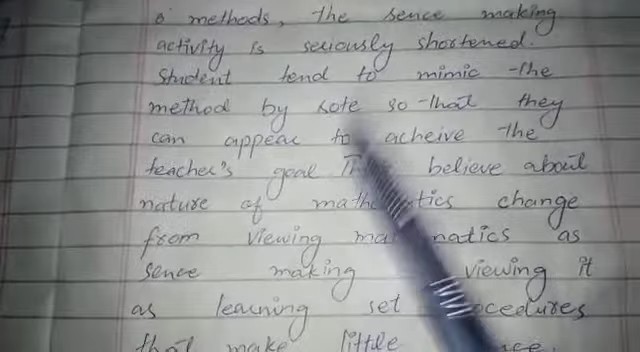 methods, the sence making
activity is seriously shortened.
Student tend to mimic the
method by rote so that they
can appear to acheive the
teacher's goal believe about
nature of change
from viewing as
sence making viewing it
as learning set
that make little